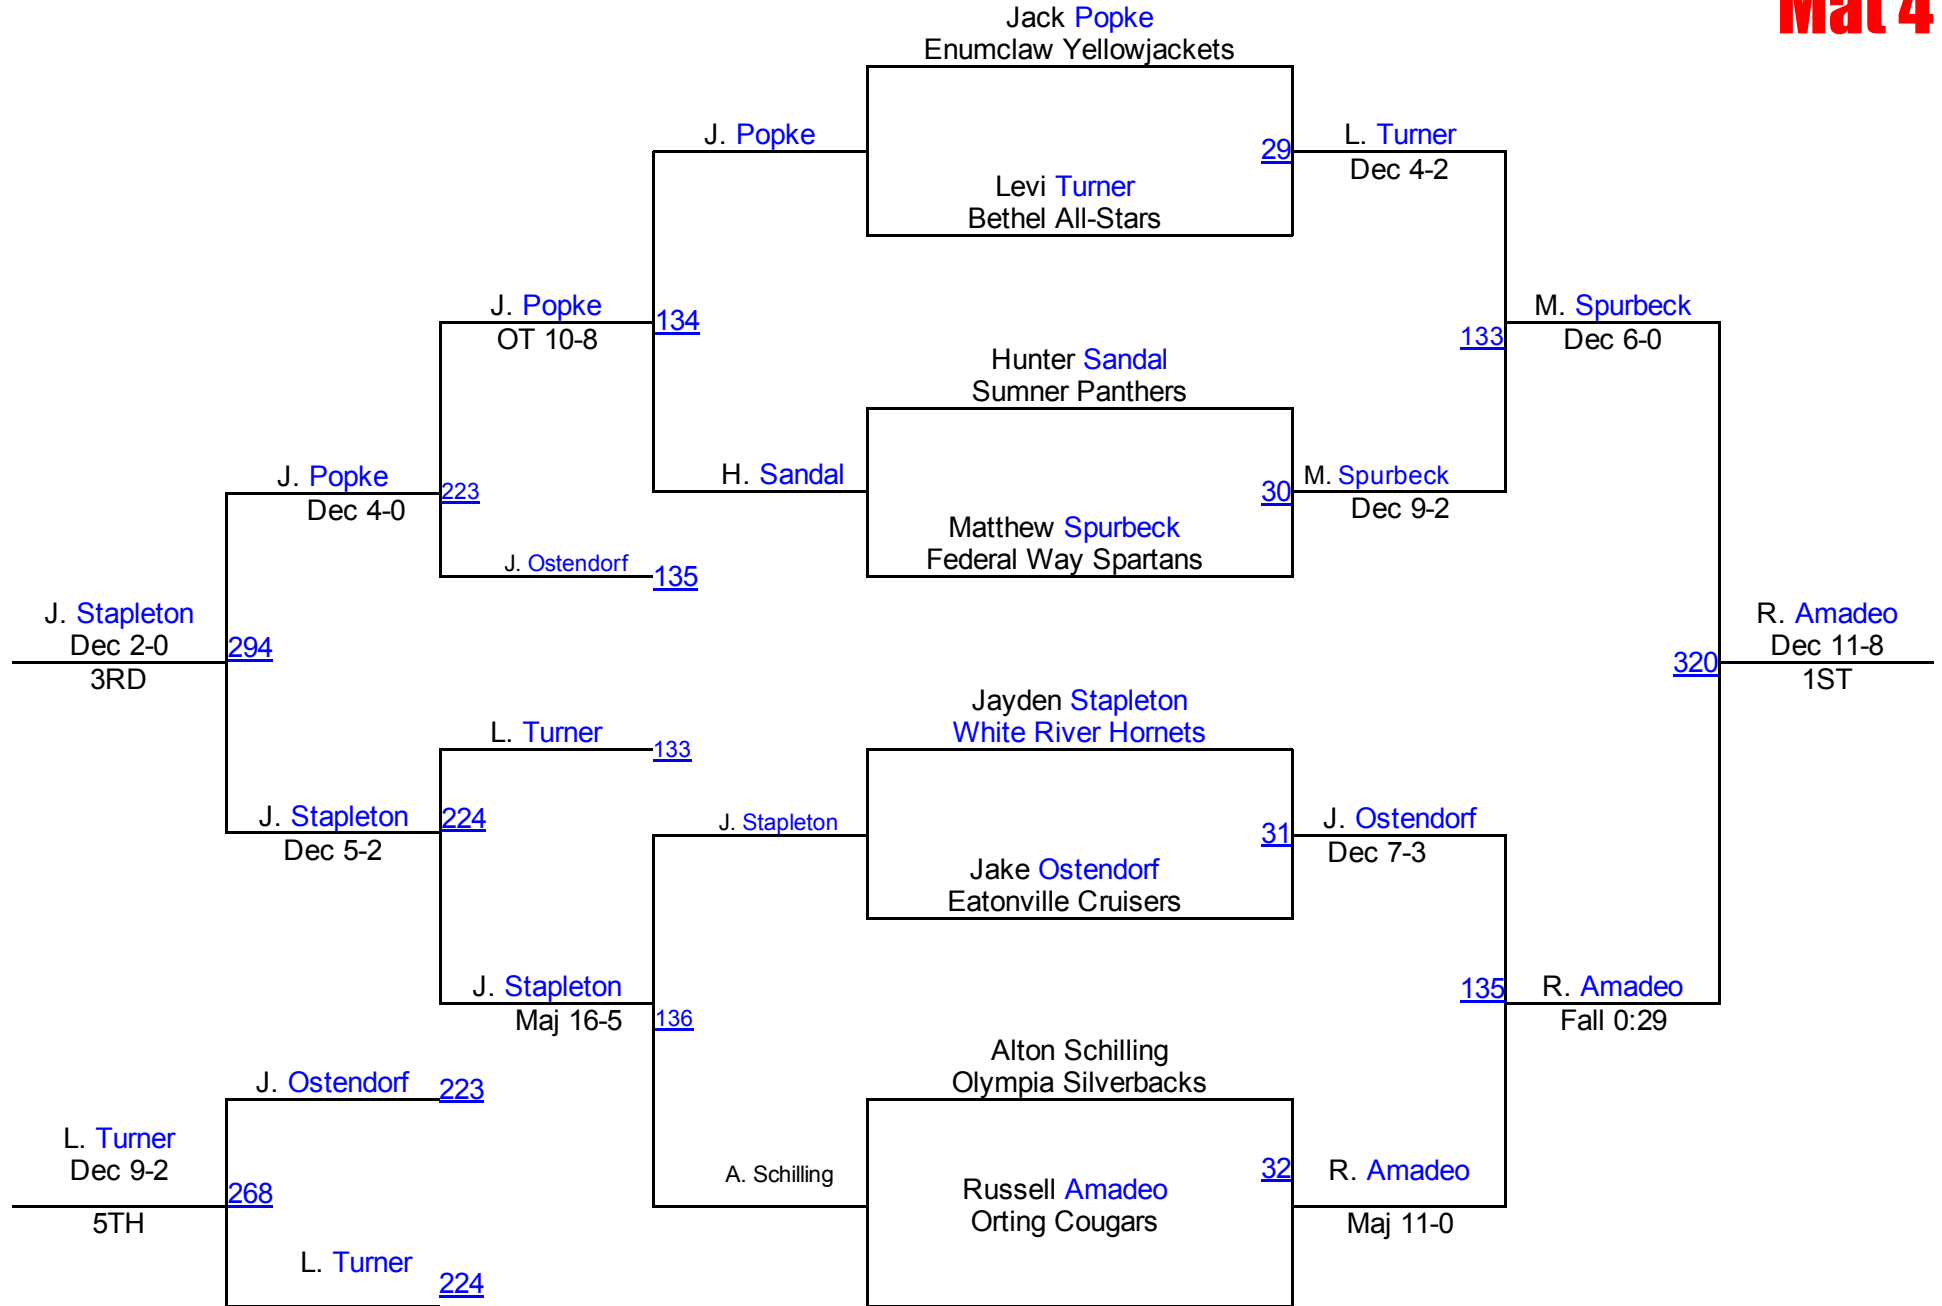 Mat 4
Jack Popke
Enumclaw Yellowjackets
J. Popke
29
L. Turner
Dec 4-2
Levi Turner
Bethel All-Stars
J. Popke
OT 10-8
134
133
M. Spurbeck
Dec 6-0
Hunter Sandal
Sumner Panthers
J. Popke
Dec 4-0
223
H. Sandal
30
M. Spurbeck
Dec 9-2
Matthew Spurbeck
Federal Way Spartans
J. Ostendorf
135
J. Stapleton
Dec 2-0
3RD
294
320
R. Amadeo
Dec 11-8
1ST
Jayden Stapleton
White River Hornets
L. Turner
133
J. Stapleton
Dec 5-2
224
J. Stapleton
31
J. Ostendorf
Dec 7-3
Jake Ostendorf
Eatonville Cruisers
J. Stapleton
Maj 16-5
136
135
R. Amadeo
Fall 0:29
Alton Schilling
Olympia Silverbacks
J. Ostendorf
223
L. Turner
Dec 9-2
5TH
268
A. Schilling
32
R. Amadeo
Maj 11-0
Russell Amadeo
Orting Cougars
L. Turner
224